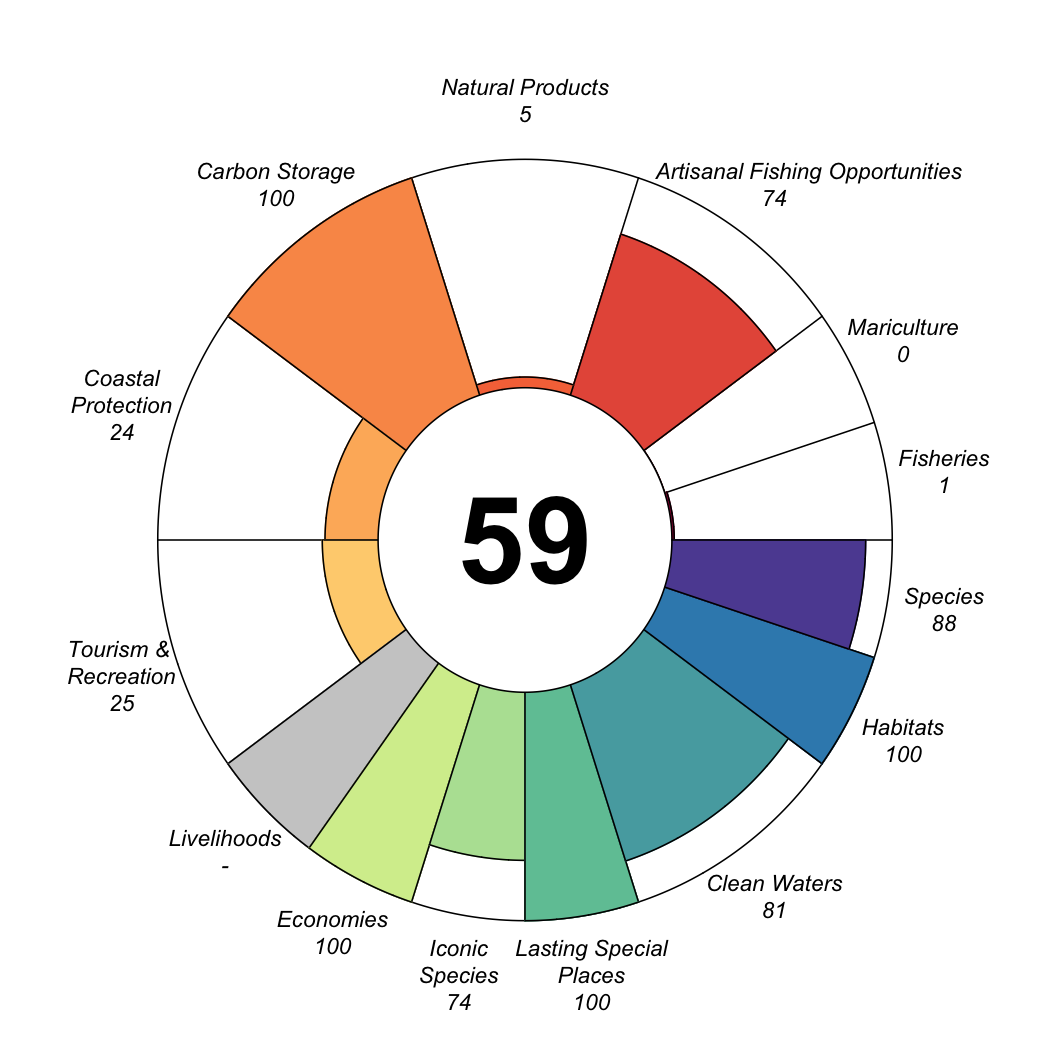 Natural Products
5
Artisanal Fishing Opportunities
74
Carbon Storage
100
Mariculture
0
Coastal
Protection
24
Fisheries
1
59
Species
88
Tourism &
Recreation
25
Habitats
100
Livelihoods
-
Clean Waters
81
Economies
100
Iconic
Species
74
Lasting Special
Places
100